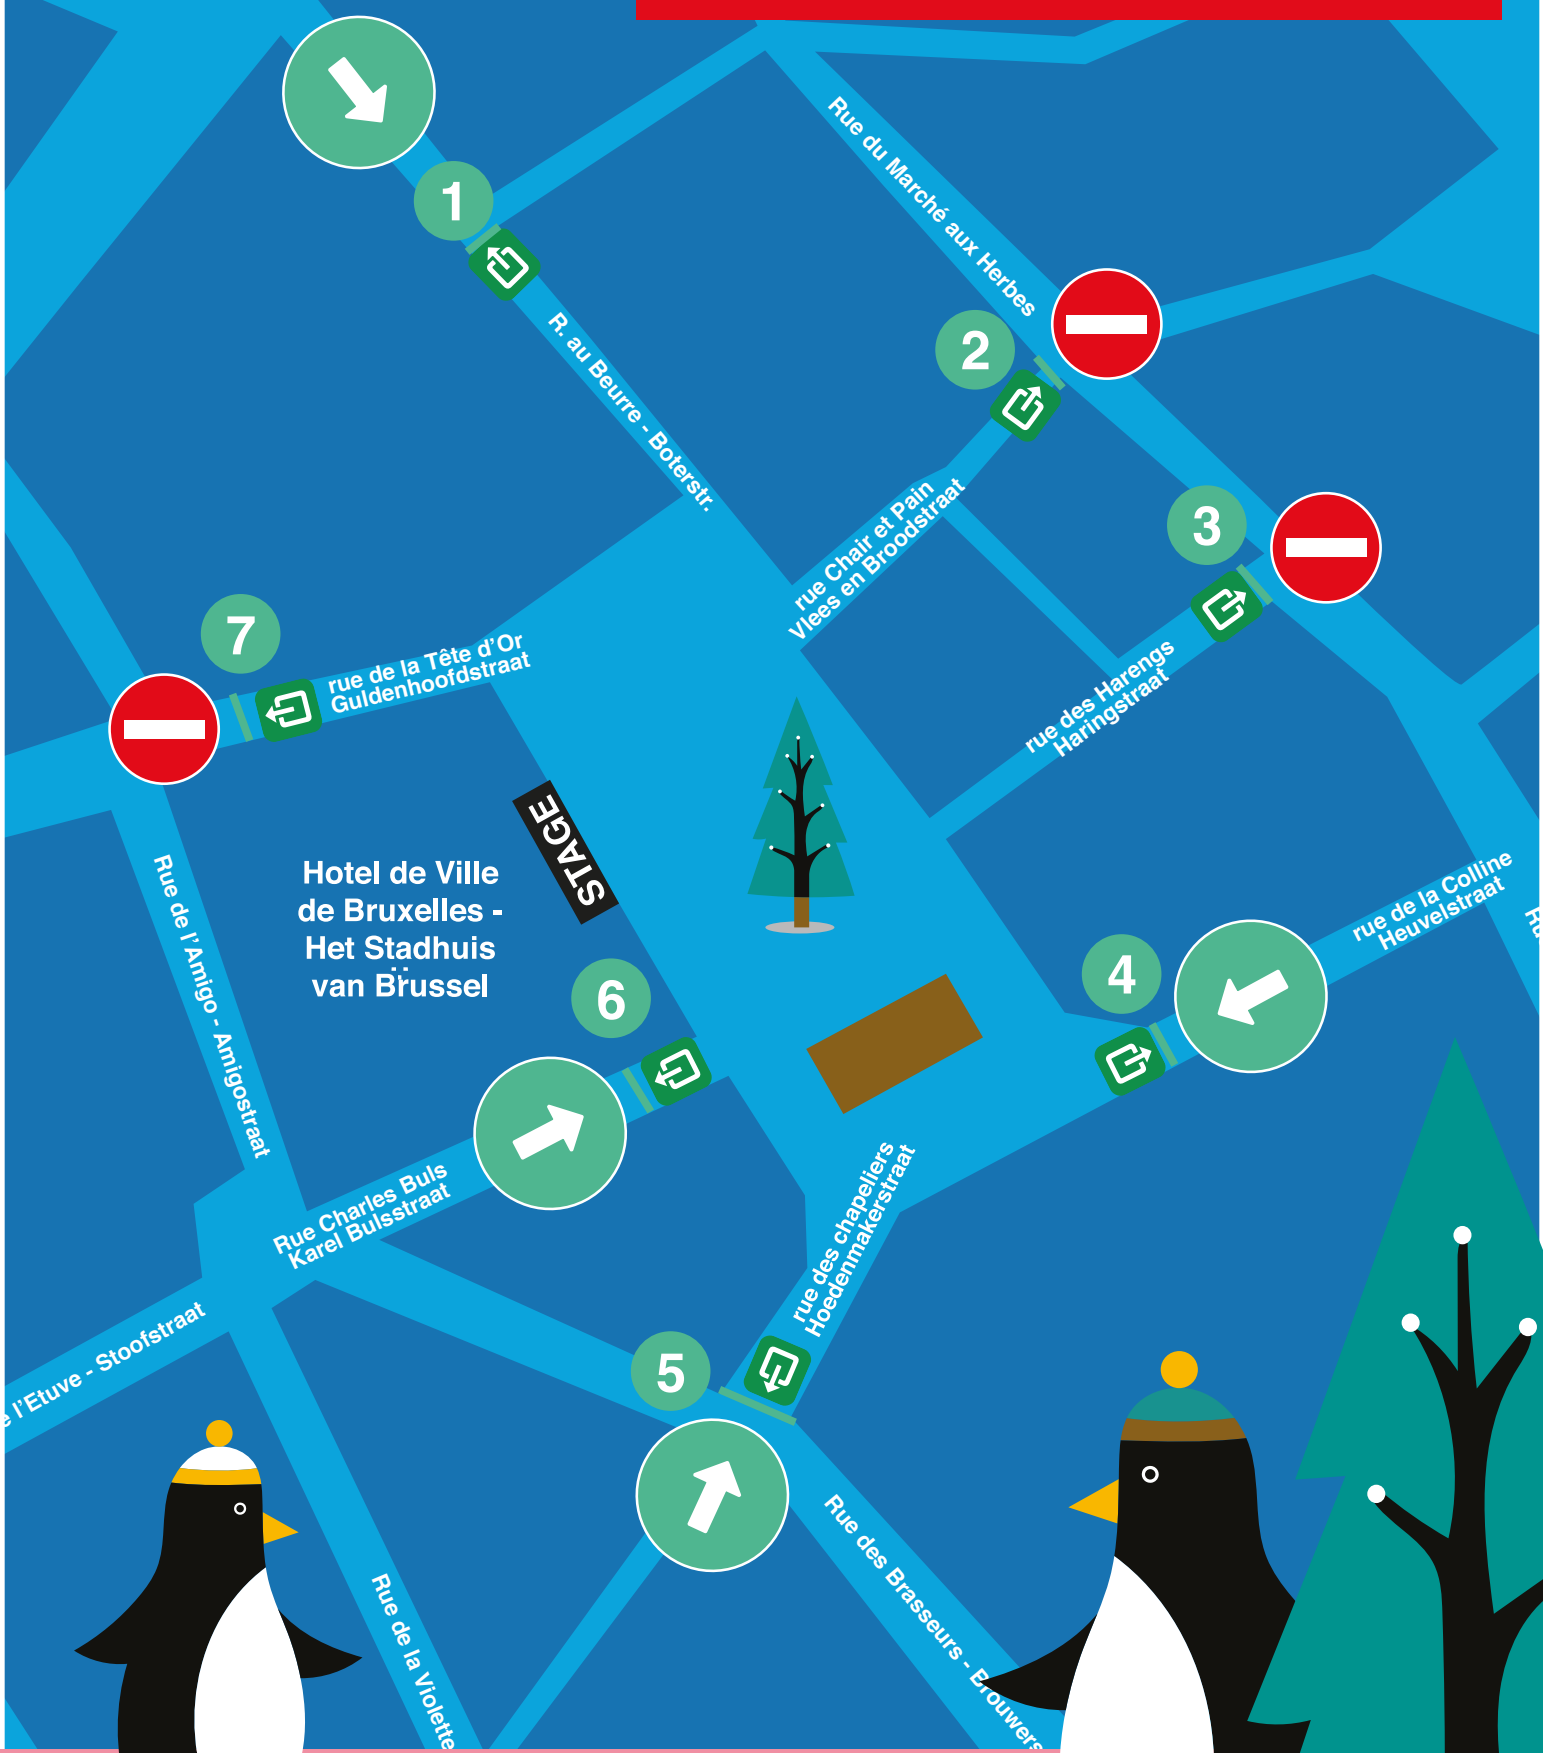 1
Rue du Marché aux Herbes
2
R. au Beurre - Boterstr.
rue Chair et Pain
Vlees en Broodstraat
3
7
rue de la Tête d'Or
Guldenhoofdstraat
rue des Harengs
Haringstraat
STAGE
Hotel de Ville
de Bruxelles -
Het Stadhuis
van Brussel
Rue de l'Amigo - Amigostraat
rue de la Colline
Heuvelstraat
4
6
Rue Charles Buls
Karel Bulsstraat
rue des chapeliers
Hoedenmakerstraat
l'Etuve - Stoofstraat
5
Rue des Brasseurs - Brouwers
Rue de la Violette